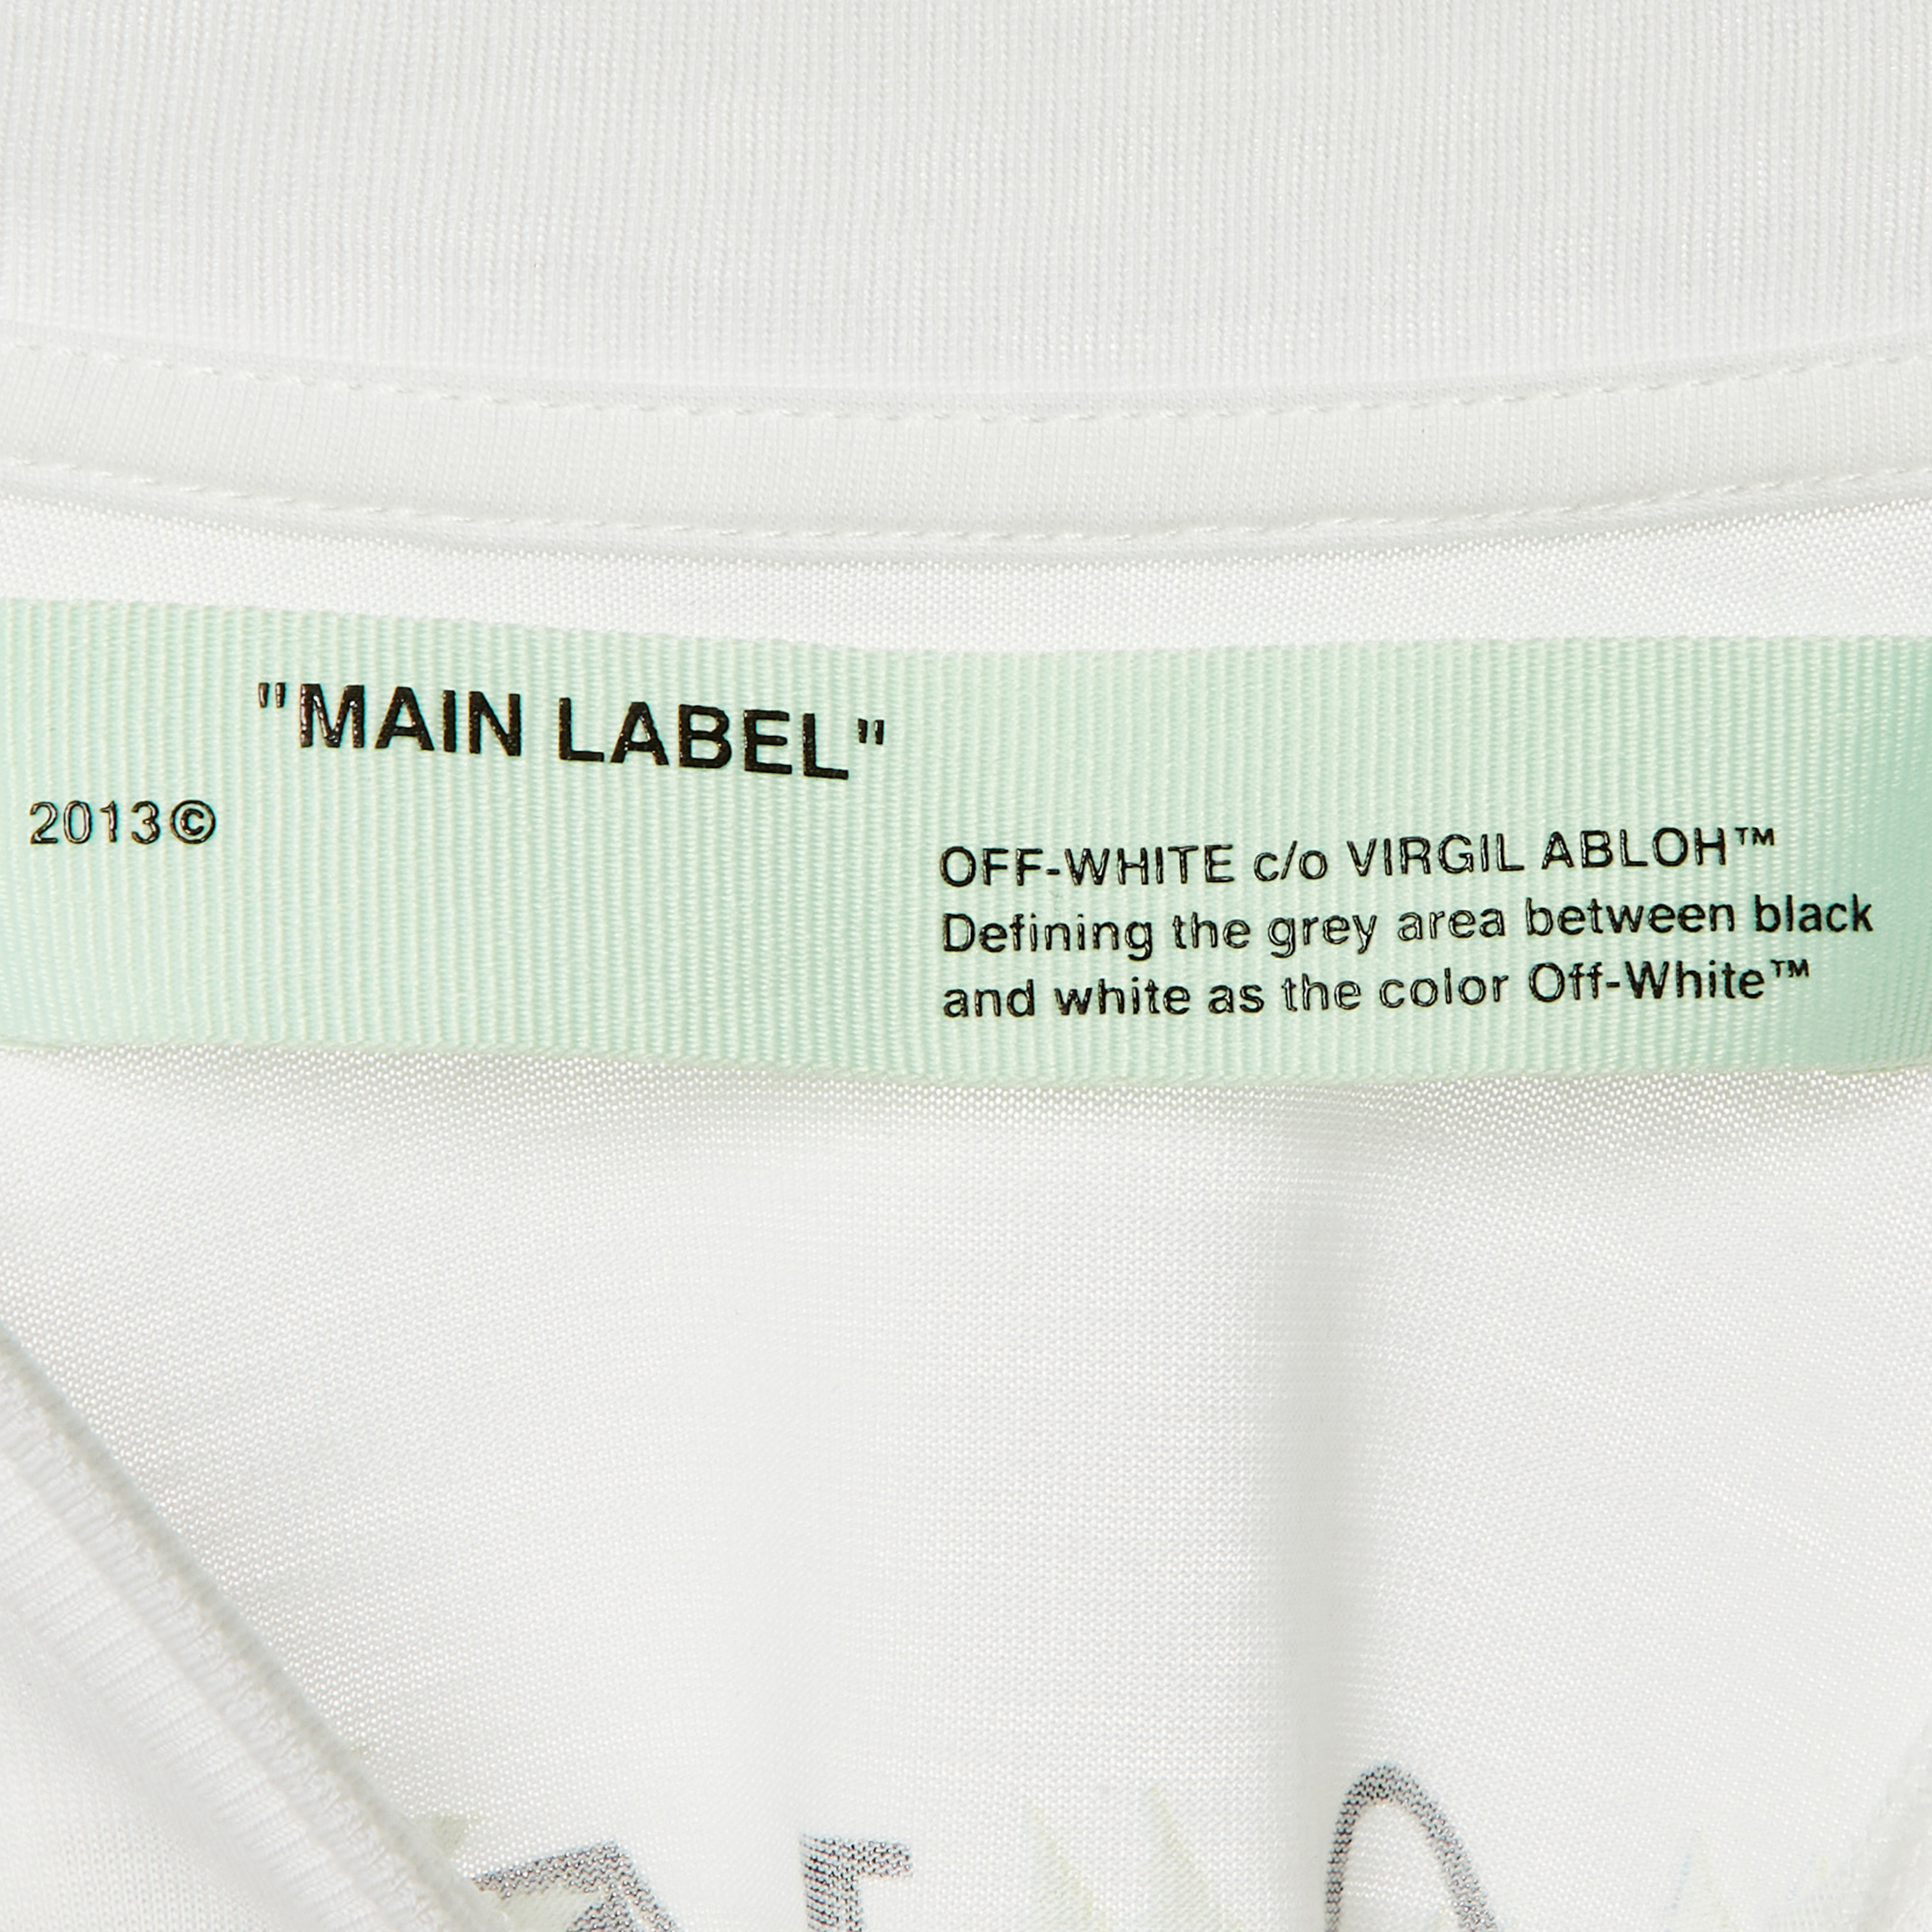 "MAIN LABEL"
2013©
OFF-WHITE c/o VIRGIL ABLOH™
Defining the grey area between black
and white as the color Off-White™